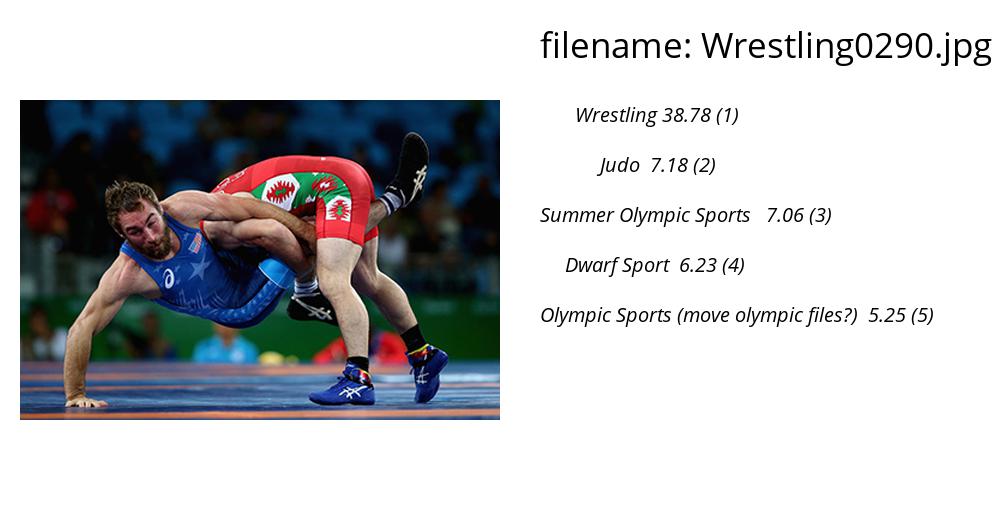 filename: Wrestling0290.jpg
Wrestling 38.78 (1)
Judo 7.18 (2)
Summer Olympic Sports 7.06 (3)
Dwarf Sport 6.23 (4)
Olympic Sports (move olympic files?) 5.25 (5)